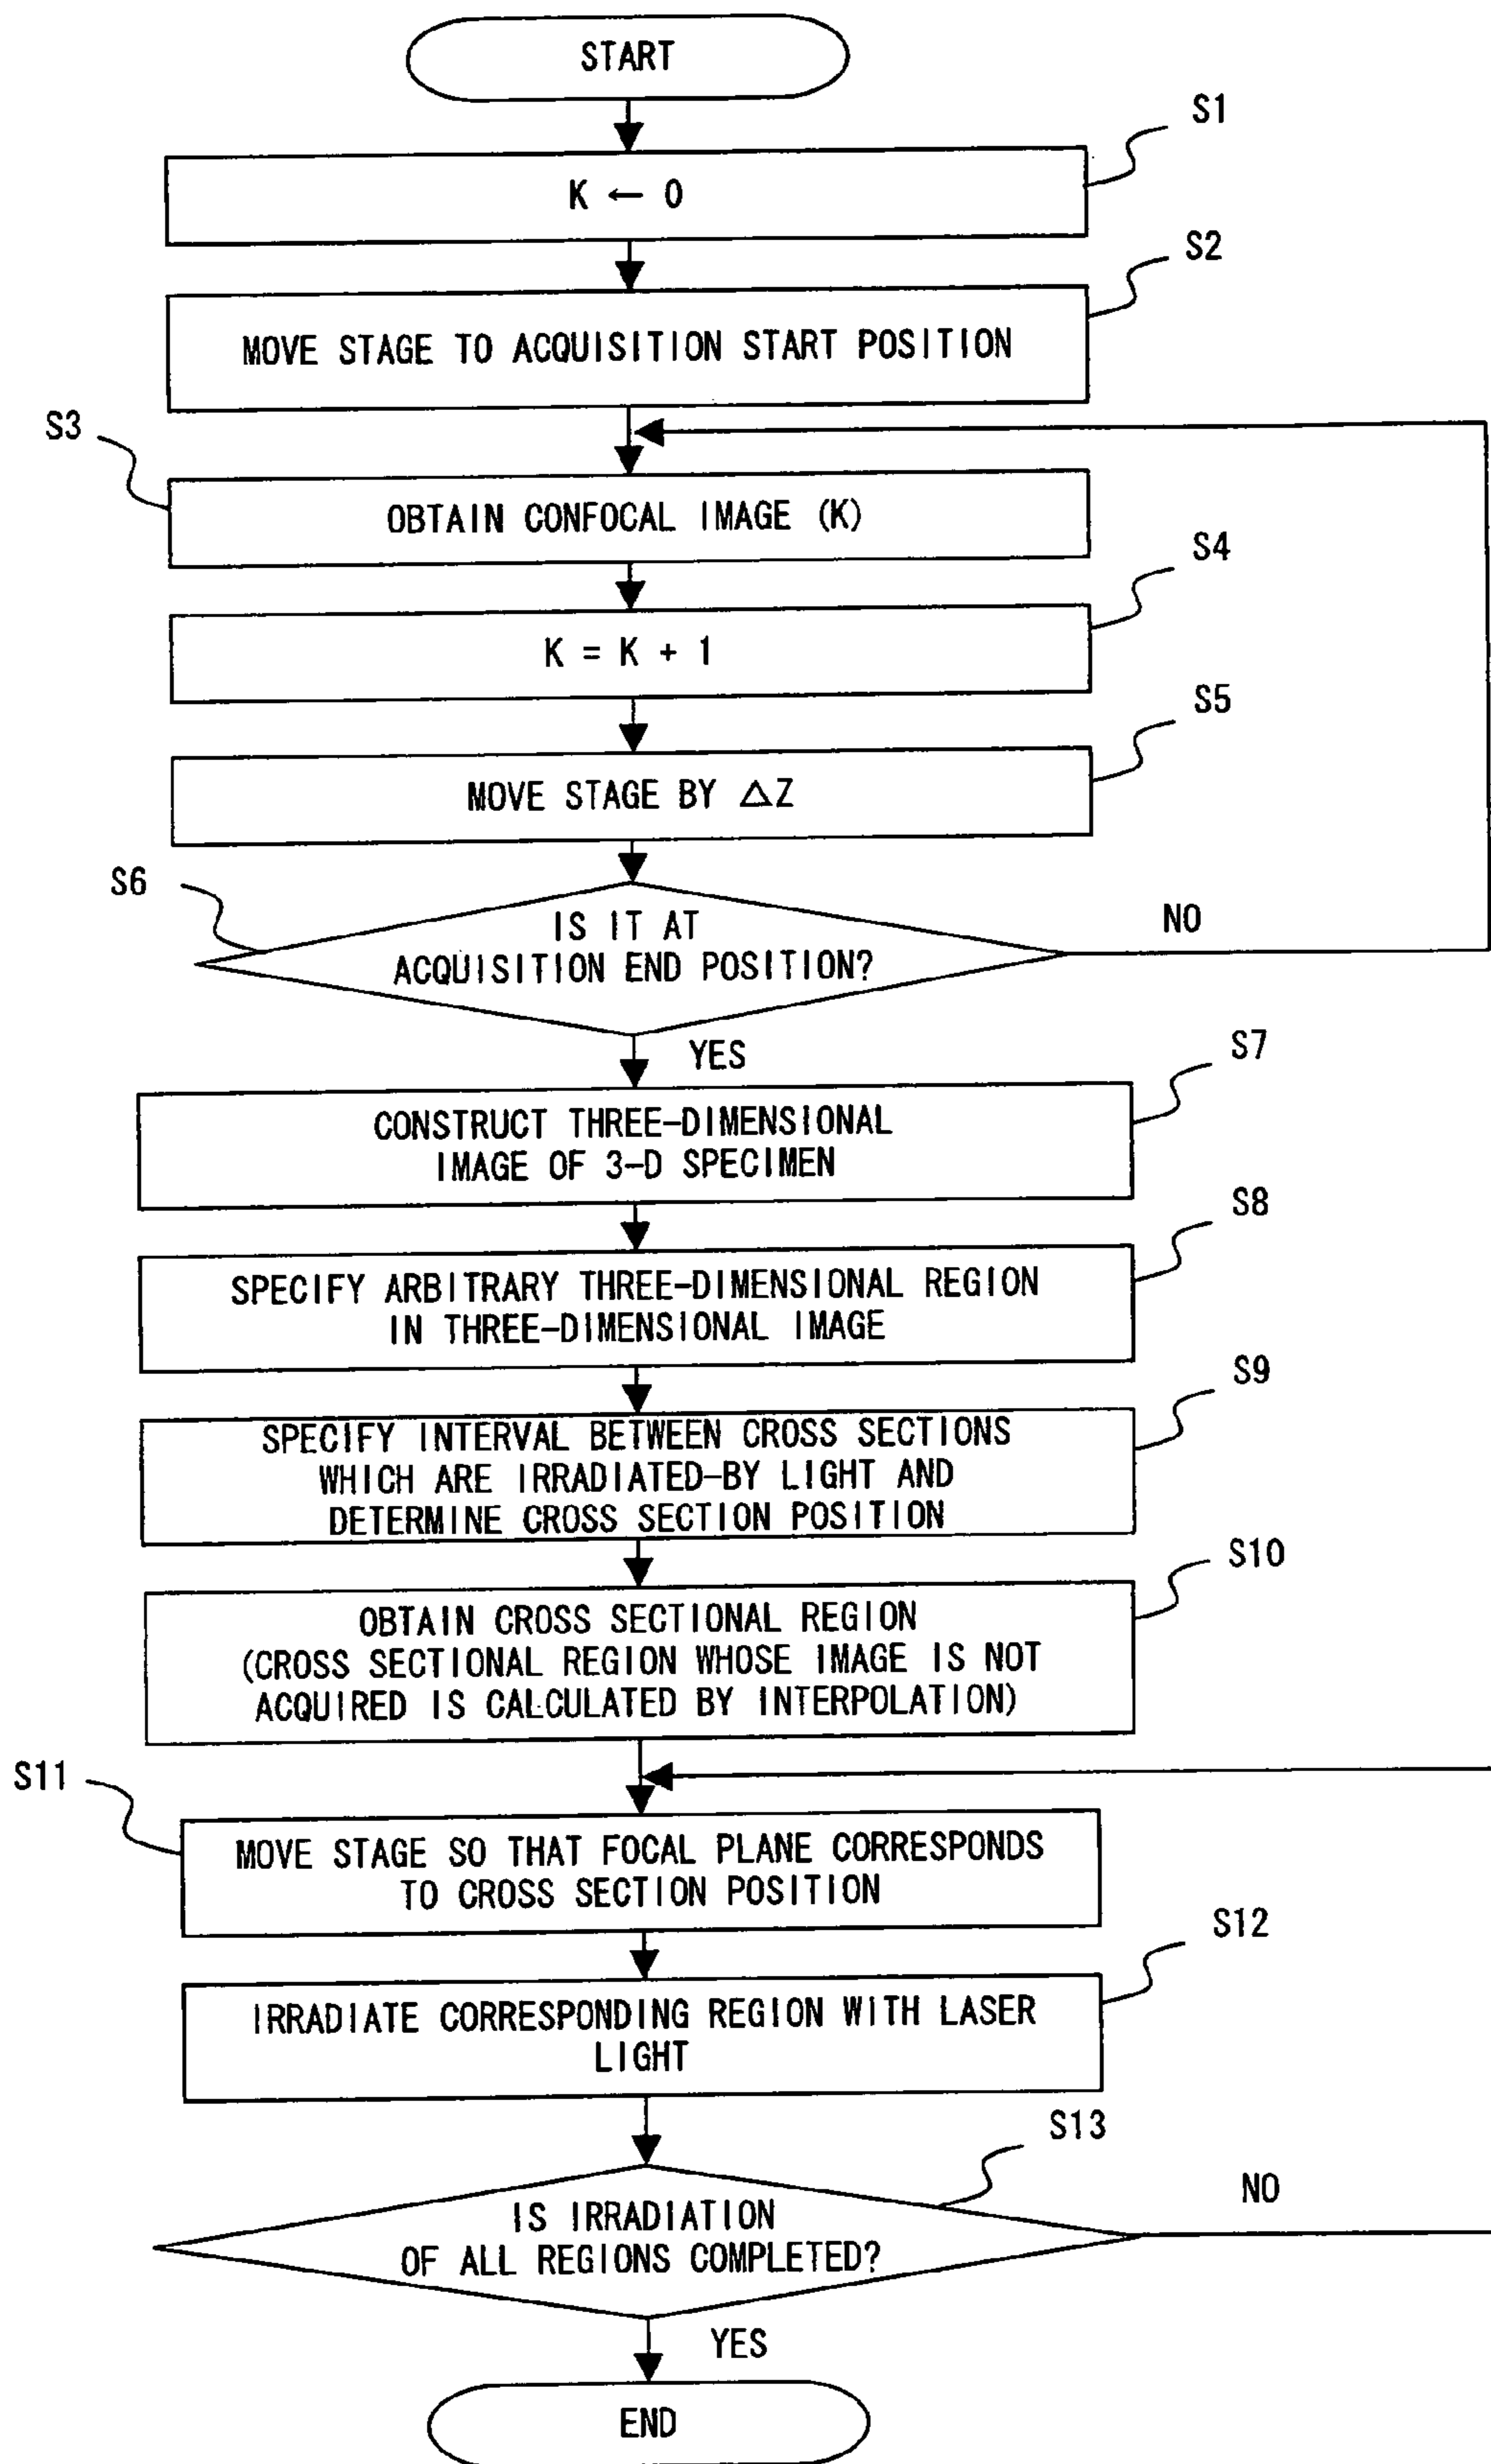 START
S1
K ← 0
S2
MOVE STAGE TO ACQUISITION START POSITION
S3
OBTAIN CONFOCAL IMAGE (K)
S4
K = K + 1
S5
MOVE STAGE BY △Z
S6
IS IT AT
ACQUISITION END POSITION?
NO
YES
S7
CONSTRUCT THREE-DIMENSIONAL
IMAGE OF 3-D SPECIMEN
S8
SPECIFY ARBITRARY THREE-DIMENSIONAL REGION
IN THREE-DIMENSIONAL IMAGE
S9
SPECIFY INTERVAL BETWEEN CROSS SECTIONS
WHICH ARE IRRADIATED-BY LIGHT AND
DETERMINE CROSS SECTION POSITION
S10
OBTAIN CROSS SECTIONAL REGION
(CROSS SECTIONAL REGION WHOSE IMAGE IS NOT
ACQUIRED IS CALCULATED BY INTERPOLATION)
S11
MOVE STAGE SO THAT FOCAL PLANE CORRESPONDS
TO CROSS SECTION POSITION
S12
IRRADIATE CORRESPONDING REGION WITH LASER
LIGHT
S13
IS IRRADIATION
OF ALL REGIONS COMPLETED?
NO
YES
END